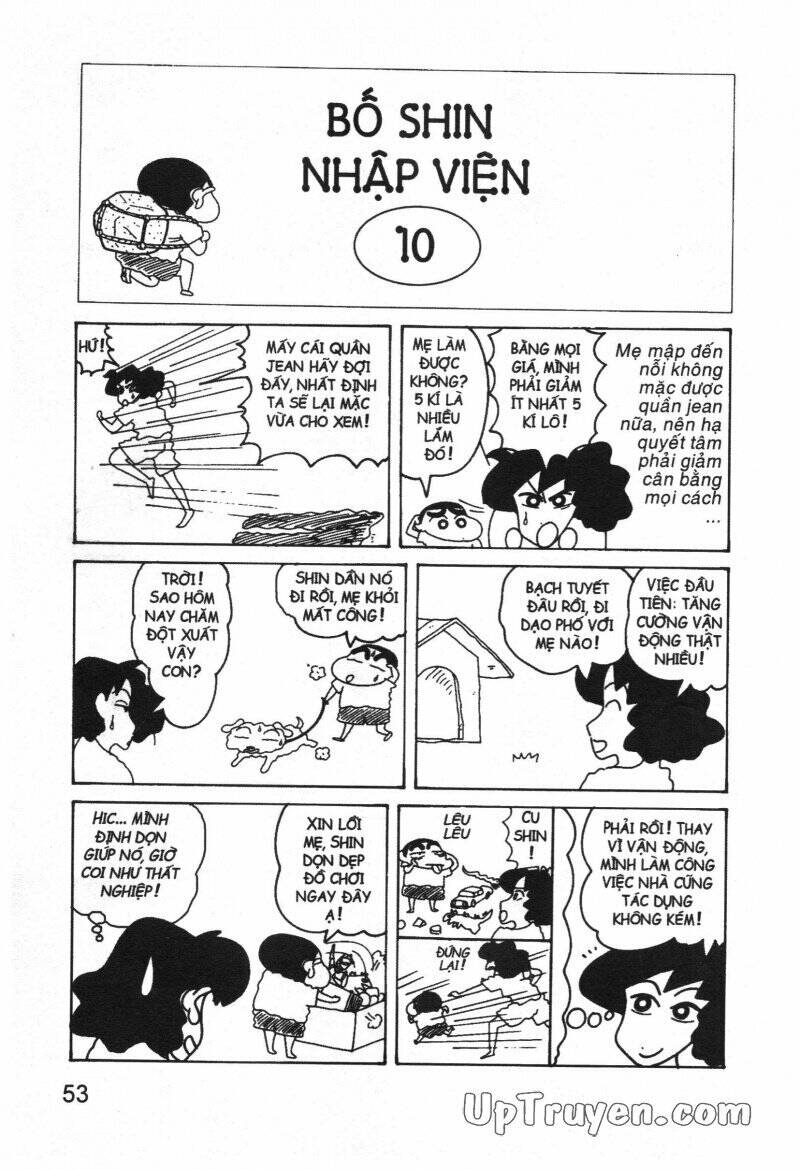 BỐ SHIN
NHẬP VIỆN
10
Mẹ mập đến
nỗi không
mặc được
quần jean
nữa, nên hạ
quyết tâm
phải giảm
cân bằng
mọi cách
...
BẰNG MỌI
GIÁ, MÌNH
PHẢI GIẢM
ÍT NHẤT 5
KÍ LÔ!
MẸ LÀM
ĐƯỢC
KHÔNG?
5 KÍ LÀ
NHIỀU
LẮM
ĐÓ!
MẤY CÁI QUẦN
JEAN HÃY ĐỢI
ĐẤY, NHẤT ĐỊNH
TA SẼ LẠI MẶC
VỪA CHO XEM!
HỨ!
VIỆC ĐẦU
TIÊN: TĂNG
CƯỜNG VẬN
ĐỘNG THẬT
NHIỀU!
BẠCH TUYẾT
ĐÂU RỒI, ĐI
DẠO PHỐ VỚI
MẸ NÀO!
SHIN DẪN NÓ
ĐI RỒI, MẸ KHỎI
MẤT CÔNG!
TRỜI!
SAO HÔM
NAY CHĂM
ĐỘT XUẤT
VẬY
CON?
PHẢI RỒI! THAY
VÌ VẬN ĐỘNG,
MÌNH LÀM CÔNG
VIỆC NHÀ CŨNG
TÁC DỤNG
KHÔNG KÉM!
CU
SHIN
!
LÊU
LÊU
ĐỨNG
LẠI!
XIN LỖI
MẸ, SHIN
DỌN DẸP
ĐỒ CHƠI
NGAY ĐÂY
Ạ!
HIC... MÌNH
ĐỊNH DỌN
GIÚP NÓ, GIỜ
COI NHƯ THẤT
NGHIỆP!
53
UpTruyen.com